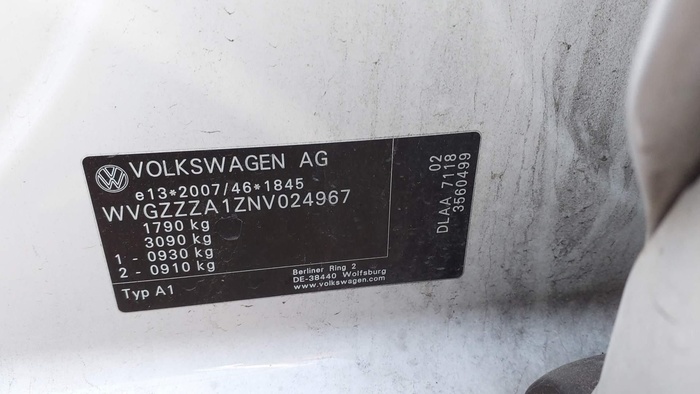 VOLKSWAGEN AG
e13*2007/46*1845
WVGZZZA1ZNV024967
1790 kg
3090 kg
1 - 0930 kg
2 - 0910 kg
Typ A1
Berliner Ring 2
DE-38440 Wolfsburg
www.volkswagen.com
02
DLAA 7118
3560499